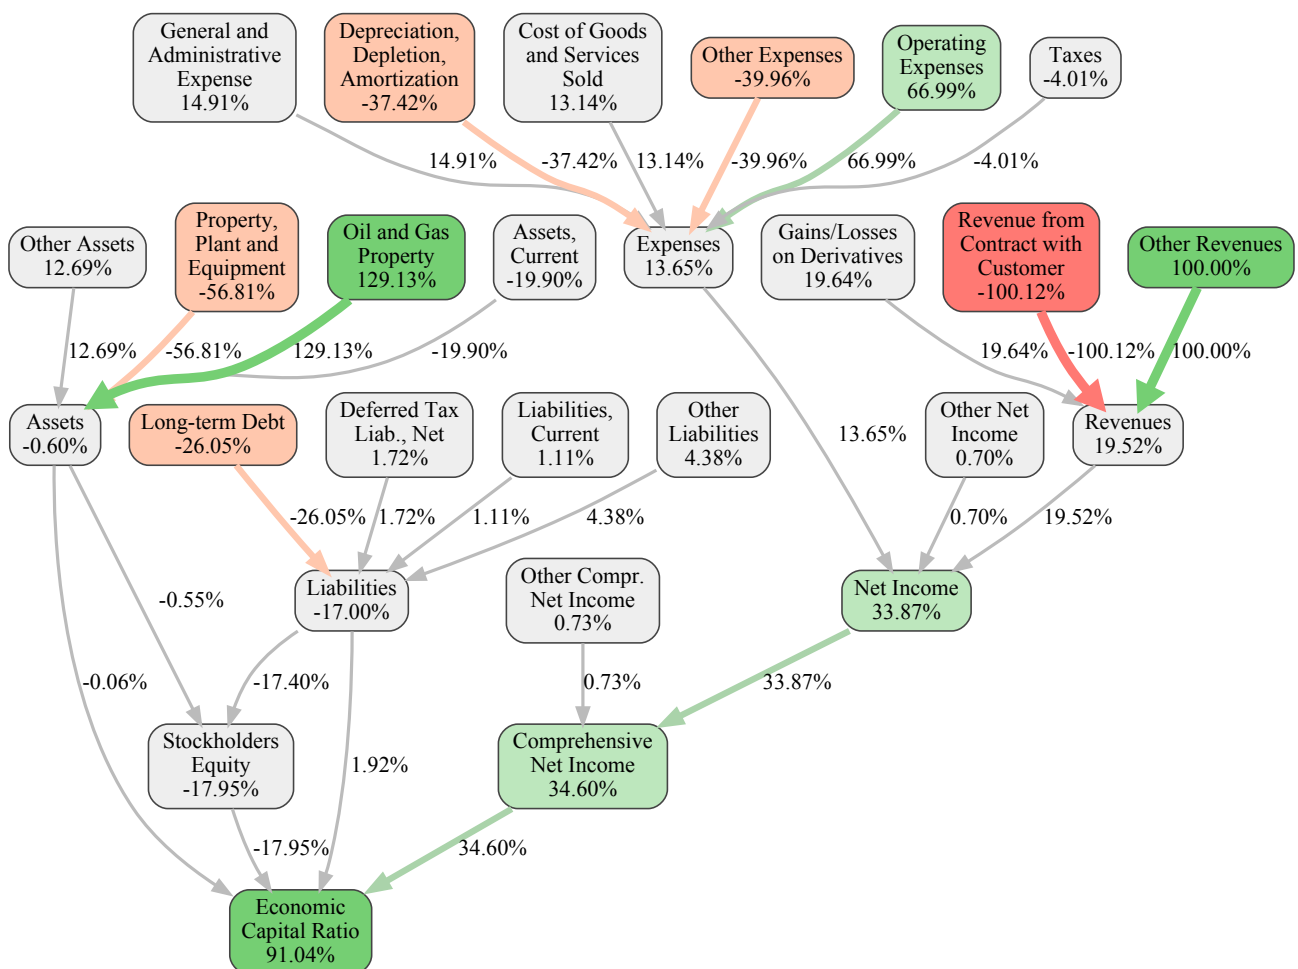 General and
Administrative
Expense
14.91%
Depreciation,
Depletion,
Amortization
-37.42%
Cost of Goods
and Services
Sold
13.14%
Other Expenses
-39.96%
Operating
Expenses
66.99%
Taxes
-4.01%
14.91%
-37.42%
13.14%
-39.96%
66.99%
-4.01%
Other Assets
12.69%
Property,
Plant and
Equipment
-56.81%
Oil and Gas
Property
129.13%
Assets,
Current
-19.90%
Expenses
13.65%
Gains/Losses
on Derivatives
19.64%
Revenue from
Contract with
Customer
-100.12%
Other Revenues
100.00%
12.69%
-56.81%
129.13%
-19.90%
19.64%
-100.12%
100.00%
Assets
-0.60%
Long-term Debt
-26.05%
Deferred Tax
Liab., Net
1.72%
Liabilities,
Current
1.11%
Other
Liabilities
4.38%
13.65%
Other Net
Income
0.70%
Revenues
19.52%
-26.05%
1.72%
1.11%
4.38%
0.70%
19.52%
-0.55%
Liabilities
-17.00%
Other Compr.
Net Income
0.73%
Net Income
33.87%
-0.06%
-17.40%
0.73%
33.87%
Stockholders
Equity
-17.95%
1.92%
Comprehensive
Net Income
34.60%
-17.95%
34.60%
Economic
Capital Ratio
91.04%